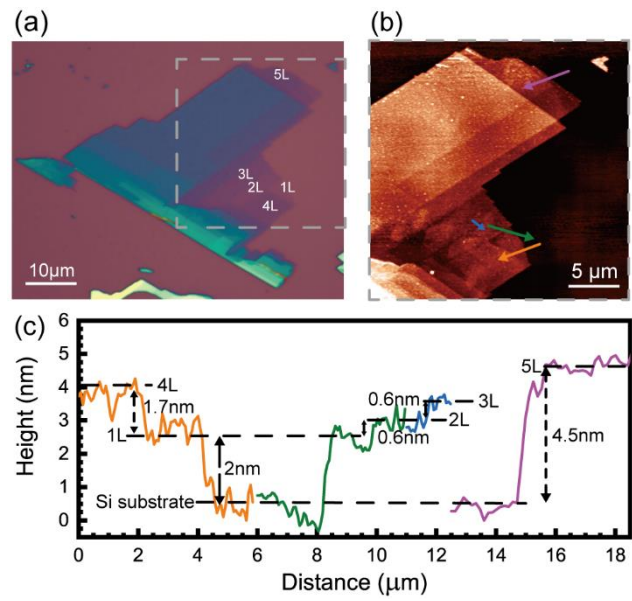 (a)
(b)
5L
3L
2L 1L
4L
10μm
5 μm
(c)
6
5
4
3
2
1
0
Height (nm)
4L
1.7nm
1L
2nm
Si substrate
0.6nm
3L
2L
0.6nm
5L
4.5nm
0 2 4 6 8 10 12 14 16 18
Distance (μm)